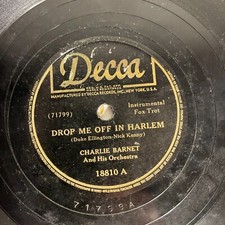 Decca
MANUFACTURED BY DECCA RECORDS, INC., NEW YORK, U.S.A.
Instrumental
(71799) Fox Trot
DROP ME OFF IN HARLEM
(Duke Ellington-Nick Kenny)
CHARLIE BARNET
And His Orchestra
18810 A